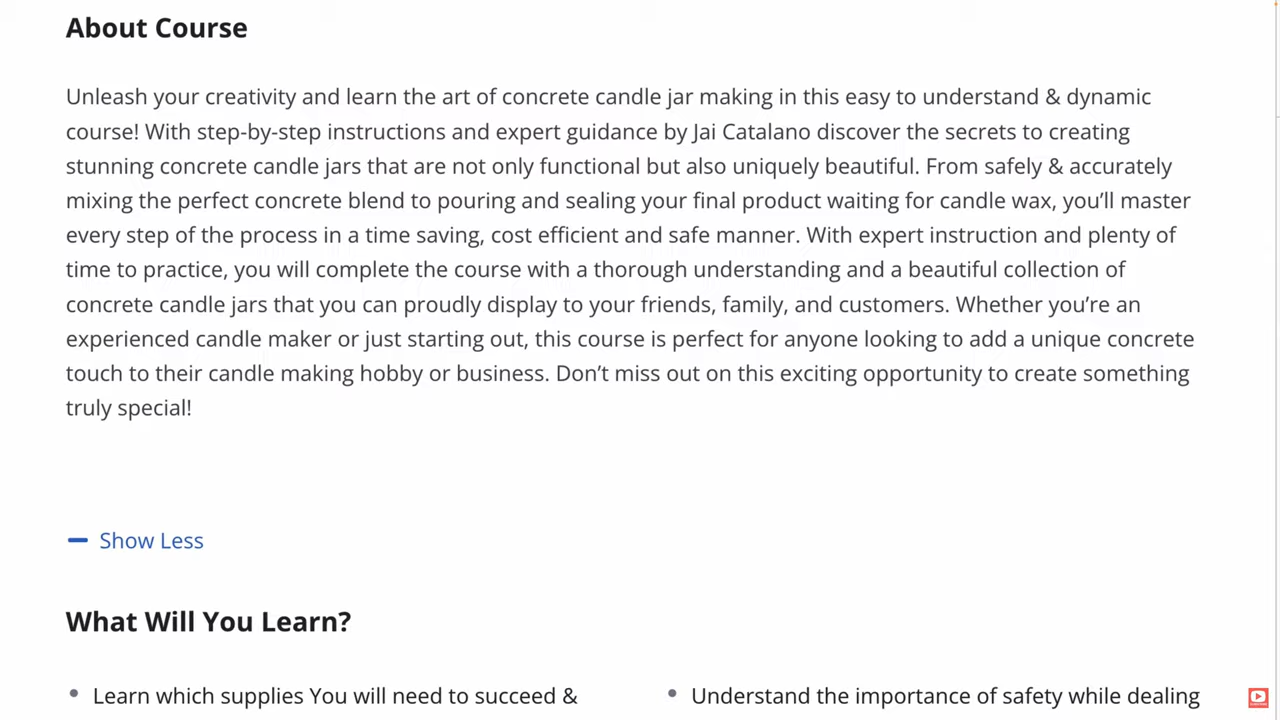 About Course
Unleash your creativity and learn the art of concrete candle jar making in this easy to understand & dynamic
course! With step-by-step instructions and expert guidance by Jai Catalano discover the secrets to creating
stunning concrete candle jars that are not only functional but also uniquely beautiful. From safely & accurately
mixing the perfect concrete blend to pouring and sealing your final product waiting for candle wax, you’ll master
every step of the process in a time saving, cost efficient and safe manner. With expert instruction and plenty of
time to practice, you will complete the course with a thorough understanding and a beautiful collection of
concrete candle jars that you can proudly display to your friends, family, and customers. Whether you’re an
experienced candle maker or just starting out, this course is perfect for anyone looking to add a unique concrete
touch to their candle making hobby or business. Don’t miss out on this exciting opportunity to create something
truly special!
Show Less
What Will You Learn?
Learn which supplies You will need to succeed &
Understand the importance of safety while dealing